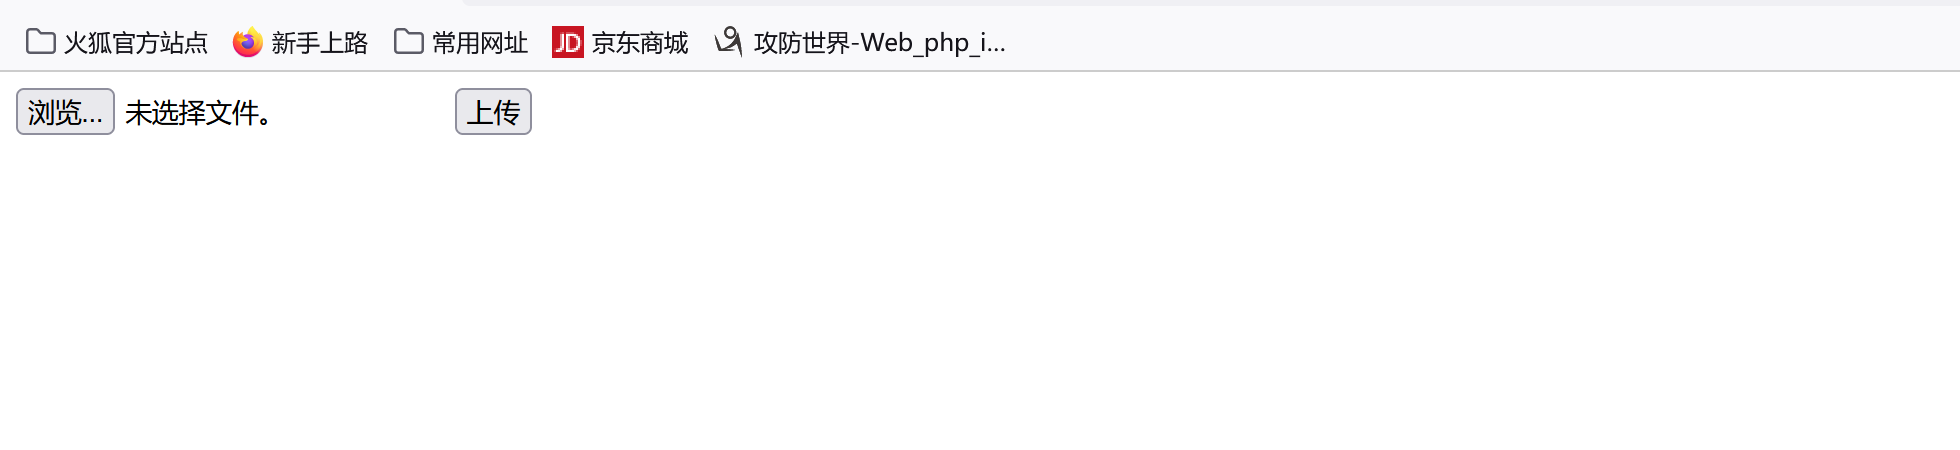 火狐官方站点 新手上路 常用网址 JD 京东商城 攻防世界-Web_php_i...
浏览... 未选择文件。 上传